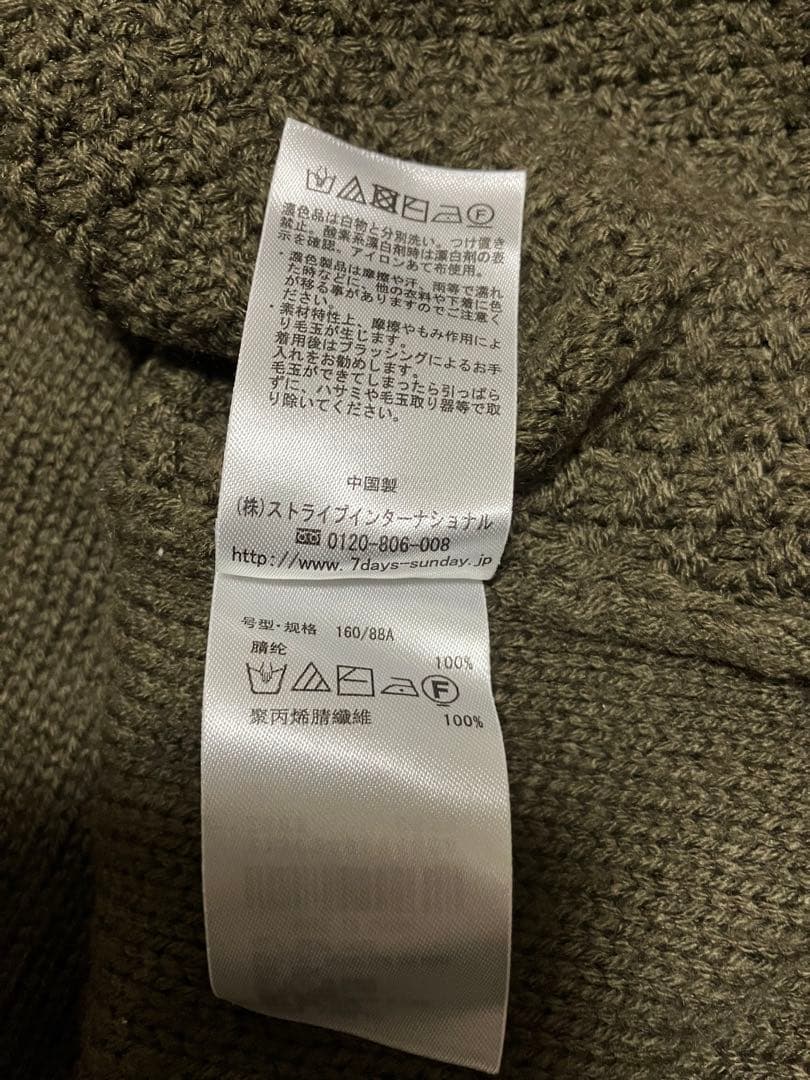 濃色品は白物と分別洗い。つけ置き
禁止。酸素系漂白剤時は漂白剤の表
示を確認。アイロンあて布使用。
・濃色製品は摩擦や汗、雨等で濡れ
た時などに、他の衣料や下着に色
が移る事がありますのでご注意く
ださい。
・素材特性上、摩擦やもみ作用によ
り毛玉が生じます。
着用後はブラッシングによるお手
入れをお勧めします。
毛玉ができてしまったら引っぱら
ずに、ハサミや毛玉取り器等で取
り除いてください。
中国製
(株)ストライプインターナショナル
0120-806-008
http://www.7days-sunday.jp
号型·规格 160/88A
腈纶 100%
F
聚丙烯腈纤维 100%